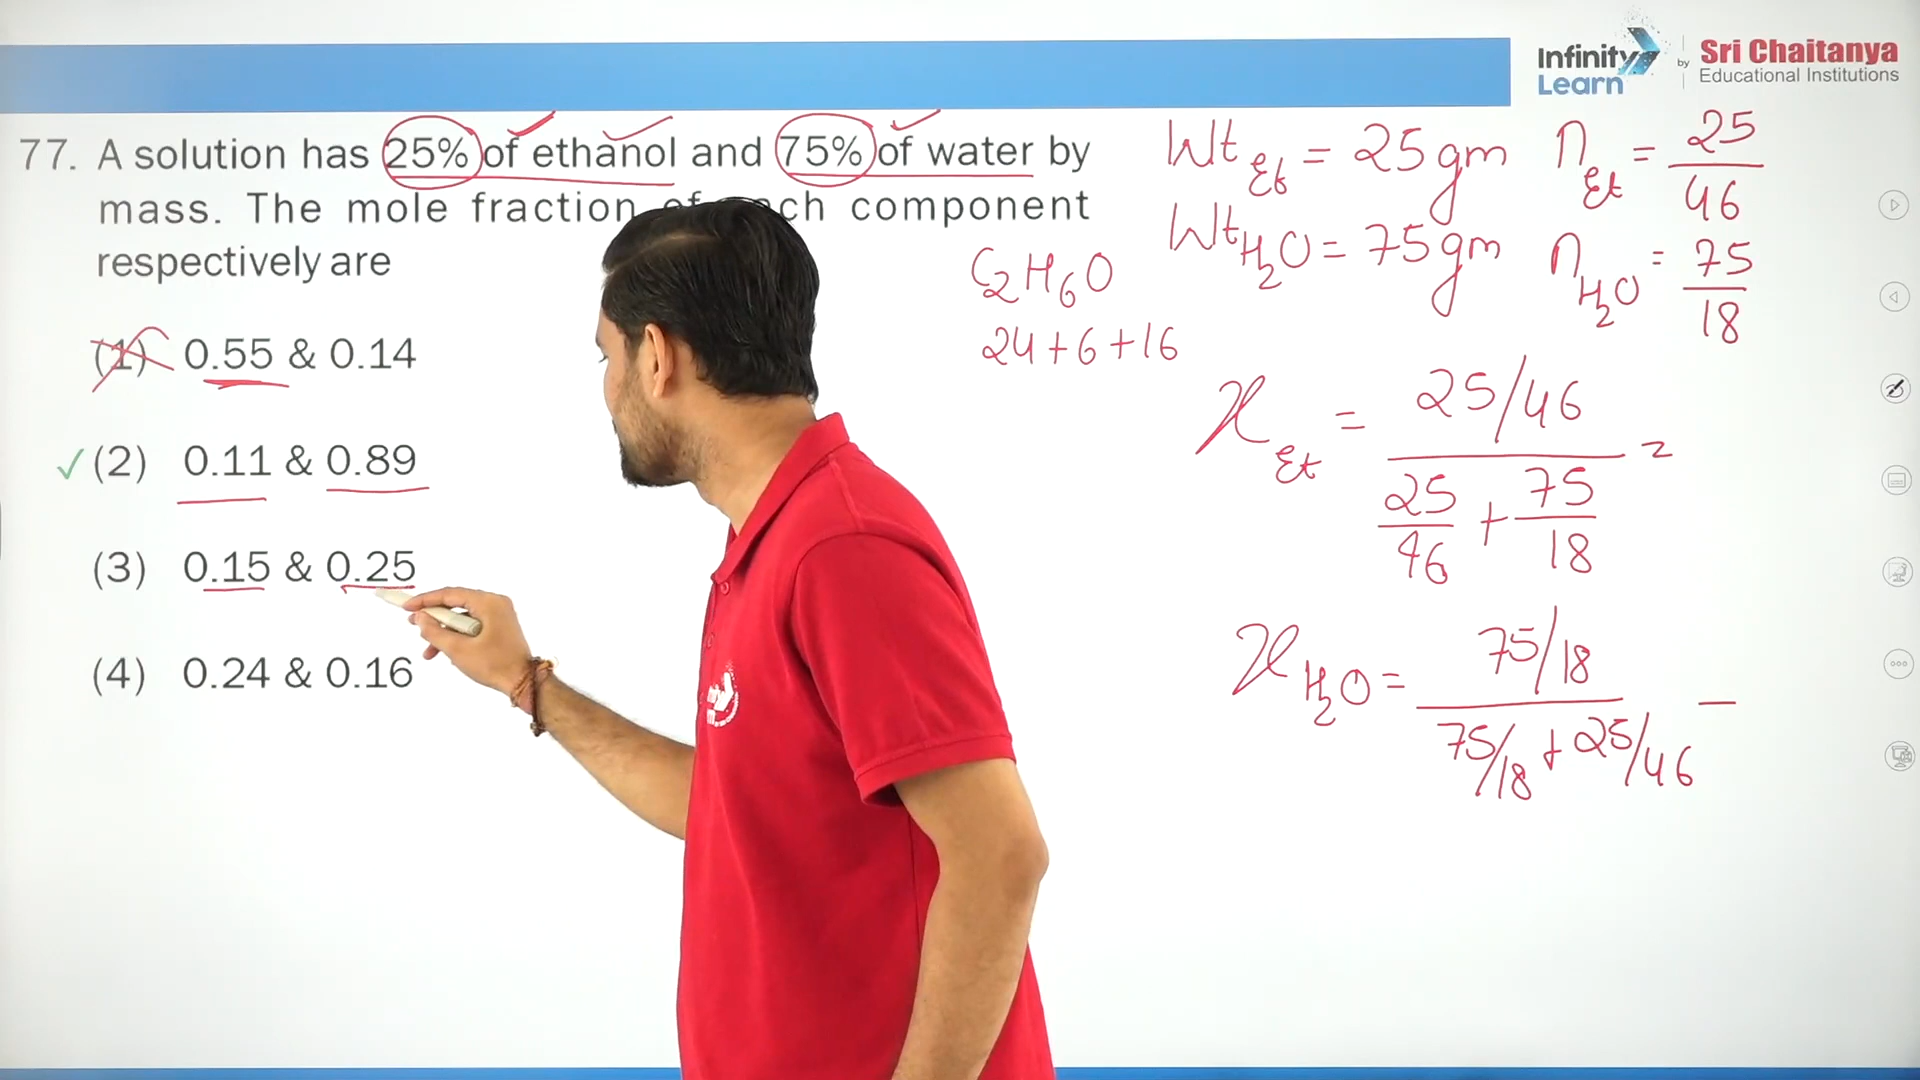 Infinity Learn by Sri Chaitanya Educational Institutions
77. A solution has 25% of ethanol and 75% of water by
mass. The mole fraction of each component
respectively are
(1) 0.55 & 0.14
✓ (2) 0.11 & 0.89
(3) 0.15 & 0.25
(4) 0.24 & 0.16
Wt Et = 25 gm
Wt H2O = 75 gm
n Et = 25/46
n H2O = 75/18
C2H6O
24+6+16
x Et = 25/46
25/46 + 75/18 =
x H2O = 75/18
75/18 + 25/46 =